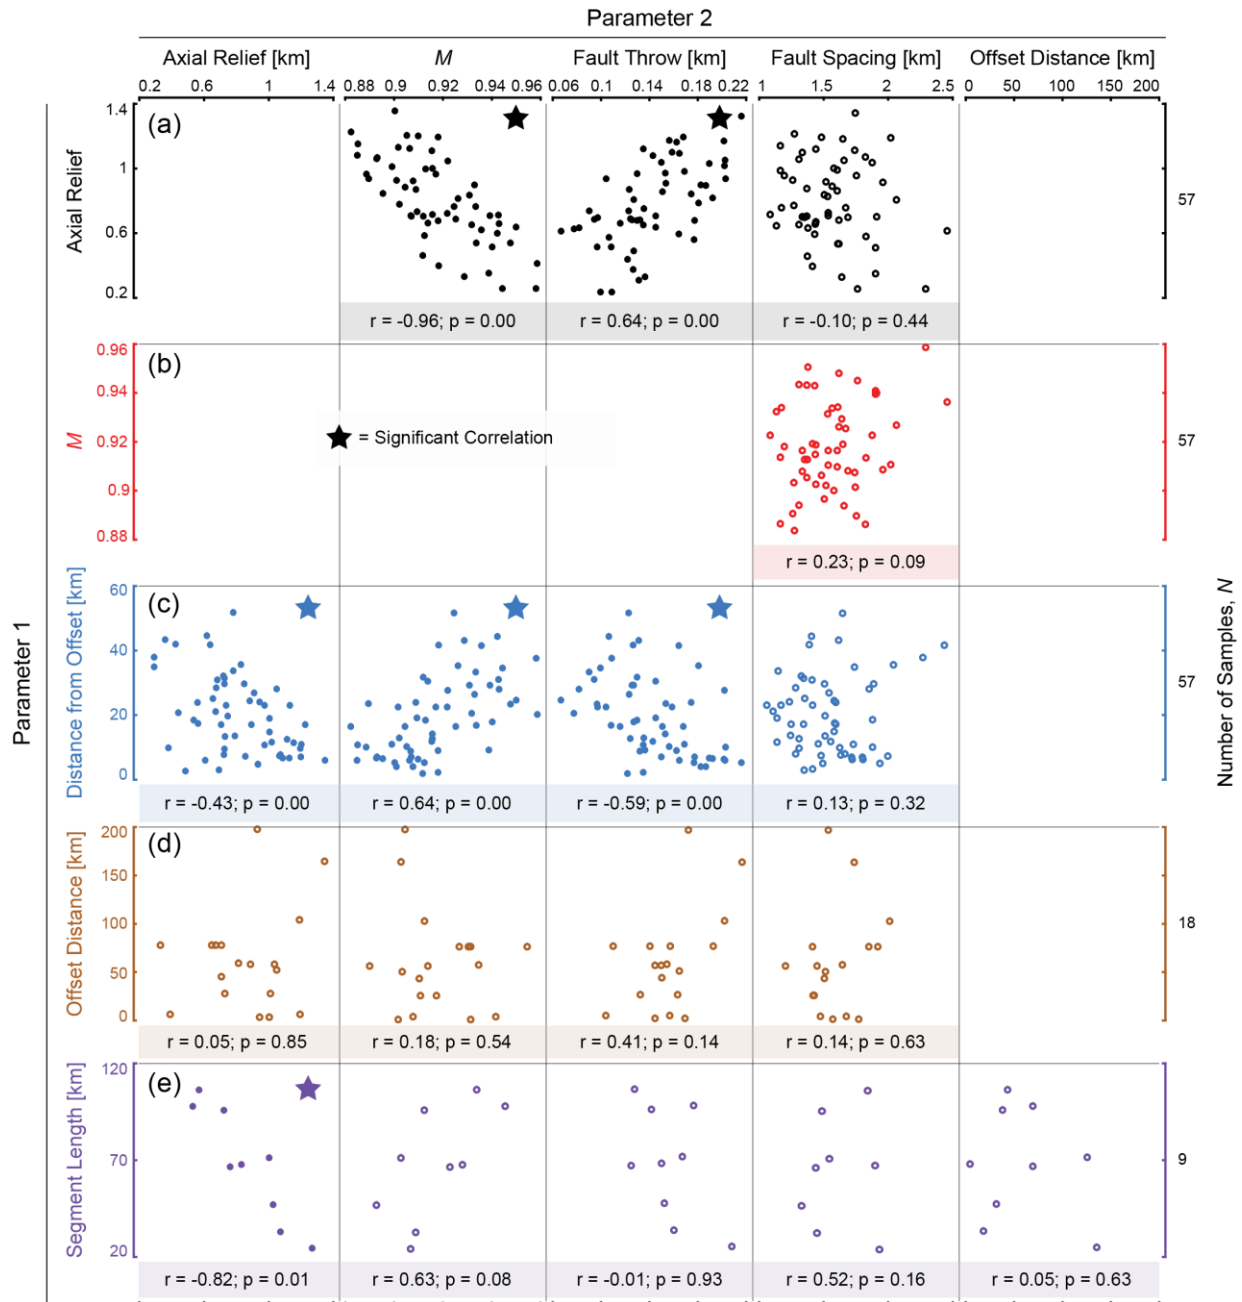 Parameter 2
Axial Relief [km] M Fault Throw [km] Fault Spacing [km] Offset Distance [km]
0.2 0.6 1 1.4 0.88 0.9 0.92 0.94 0.96 0.06 0.1 0.14 0.18 0.22 1 1.5 2 2.5 0 50 100 150 200
Parameter 1
Number of Samples, N
Axial Relief
1.4
1
0.6
0.2
(a)
57
r = -0.96; p = 0.00 r = 0.64; p = 0.00 r = -0.10; p = 0.44
M
0.96
0.94
0.92
0.9
0.88
(b)
= Significant Correlation
57
r = 0.23; p = 0.09
Distance from Offset [km]
60
40
20
0
(c)
57
r = -0.43; p = 0.00 r = 0.64; p = 0.00 r = -0.59; p = 0.00 r = 0.13; p = 0.32
Offset Distance [km]
200
150
100
50
0
(d)
18
r = 0.05; p = 0.85 r = 0.18; p = 0.54 r = 0.41; p = 0.14 r = 0.14; p = 0.63
Segment Length [km]
120
70
20
(e)
9
r = -0.82; p = 0.01 r = 0.63; p = 0.08 r = -0.01; p = 0.93 r = 0.52; p = 0.16 r = 0.05; p = 0.63